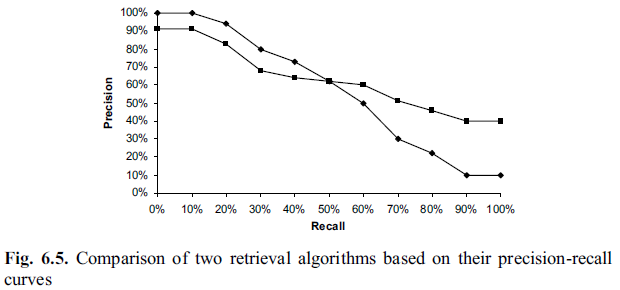 100%
90%
80%
70%
60%
50%
40%
30%
20%
10%
0%
Precision
0% 10% 20% 30% 40% 50% 60% 70% 80% 90% 100%
Recall
Fig. 6.5. Comparison of two retrieval algorithms based on their precision-recall
curves